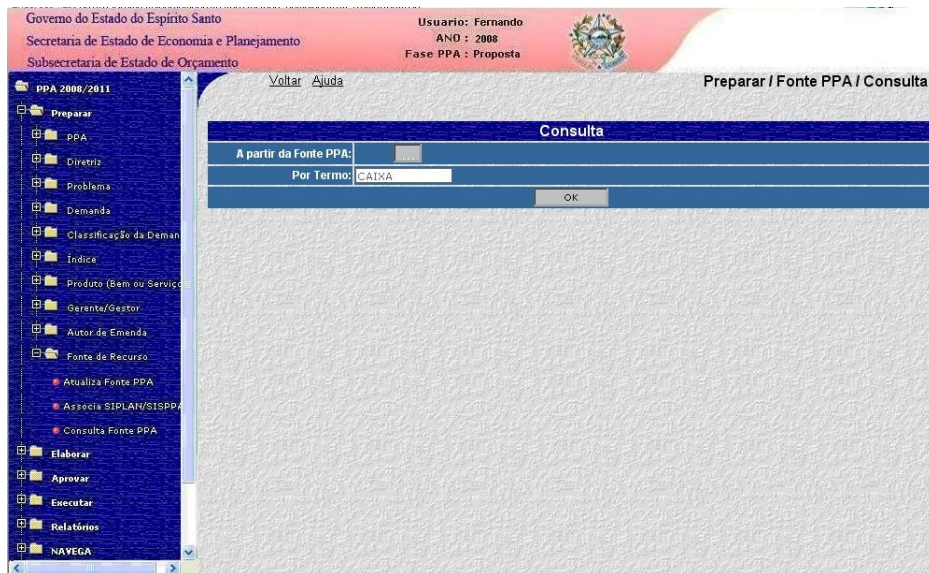 Governo do Estado do Espírito Santo
Secretaria de Estado de Economia e Planejamento
Subsecretaria de Estado de Orçamento
Usuario: Fernando
ANO : 2008
Fase PPA : Proposta
Voltar Ajuda
Preparar / Fonte PPA / Consulta
PPA 2008/2011
Preparar
PPA
Diretriz
Problema
Demanda
Classificação da Deman
Índice
Produto (Bem ou Serviço
Gerente/Gestor
Autor de Emenda
Fonte de Recurso
Atualiza Fonte PPA
Associa SIPLAN/SISPPA
Consulta Fonte PPA
Elaborar
Aprovar
Executar
Relatórios
NAVEGA
Consulta
A partir da Fonte PPA: ...
Por Termo: CAIXA
OK